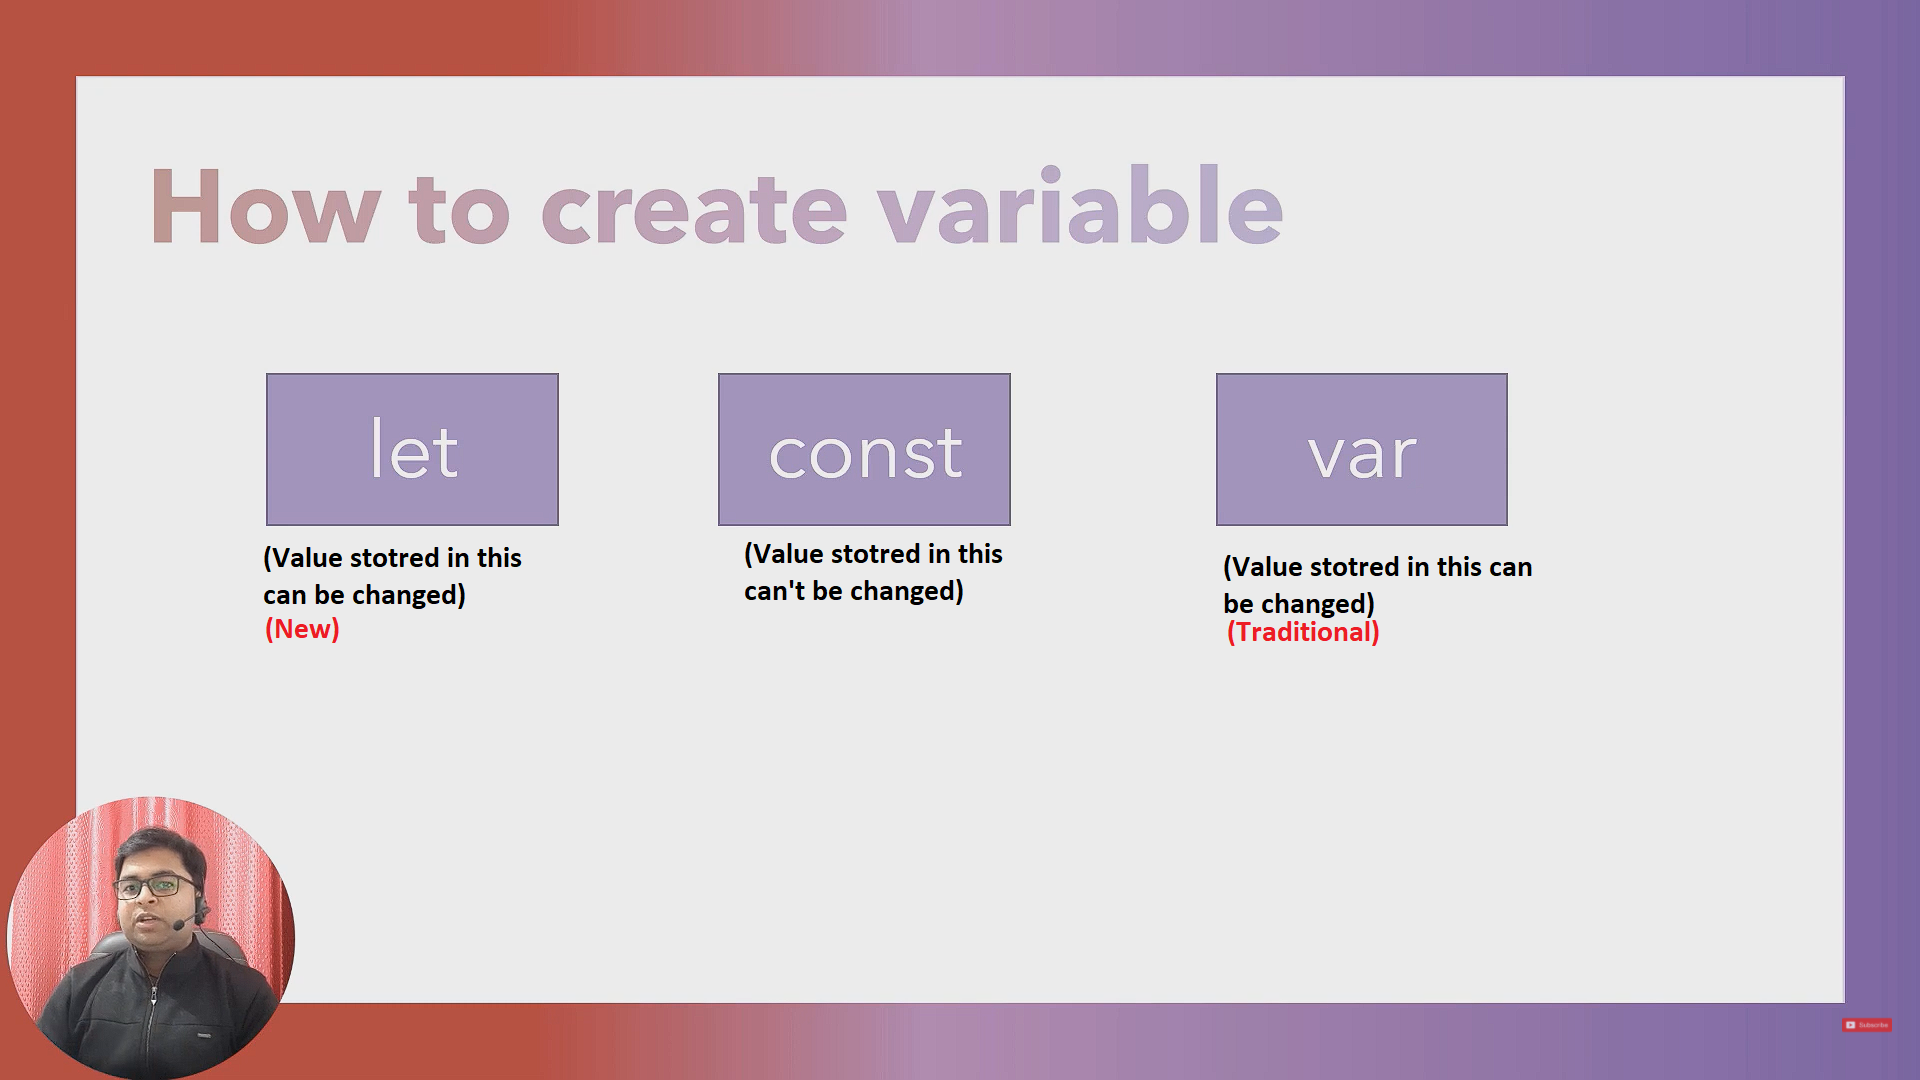 How to create variable
let
const
var
(Value stotred in this
can be changed)
(New)
(Value stotred in this
can't be changed)
(Value stotred in this can
be changed)
(Traditional)
Subscribe